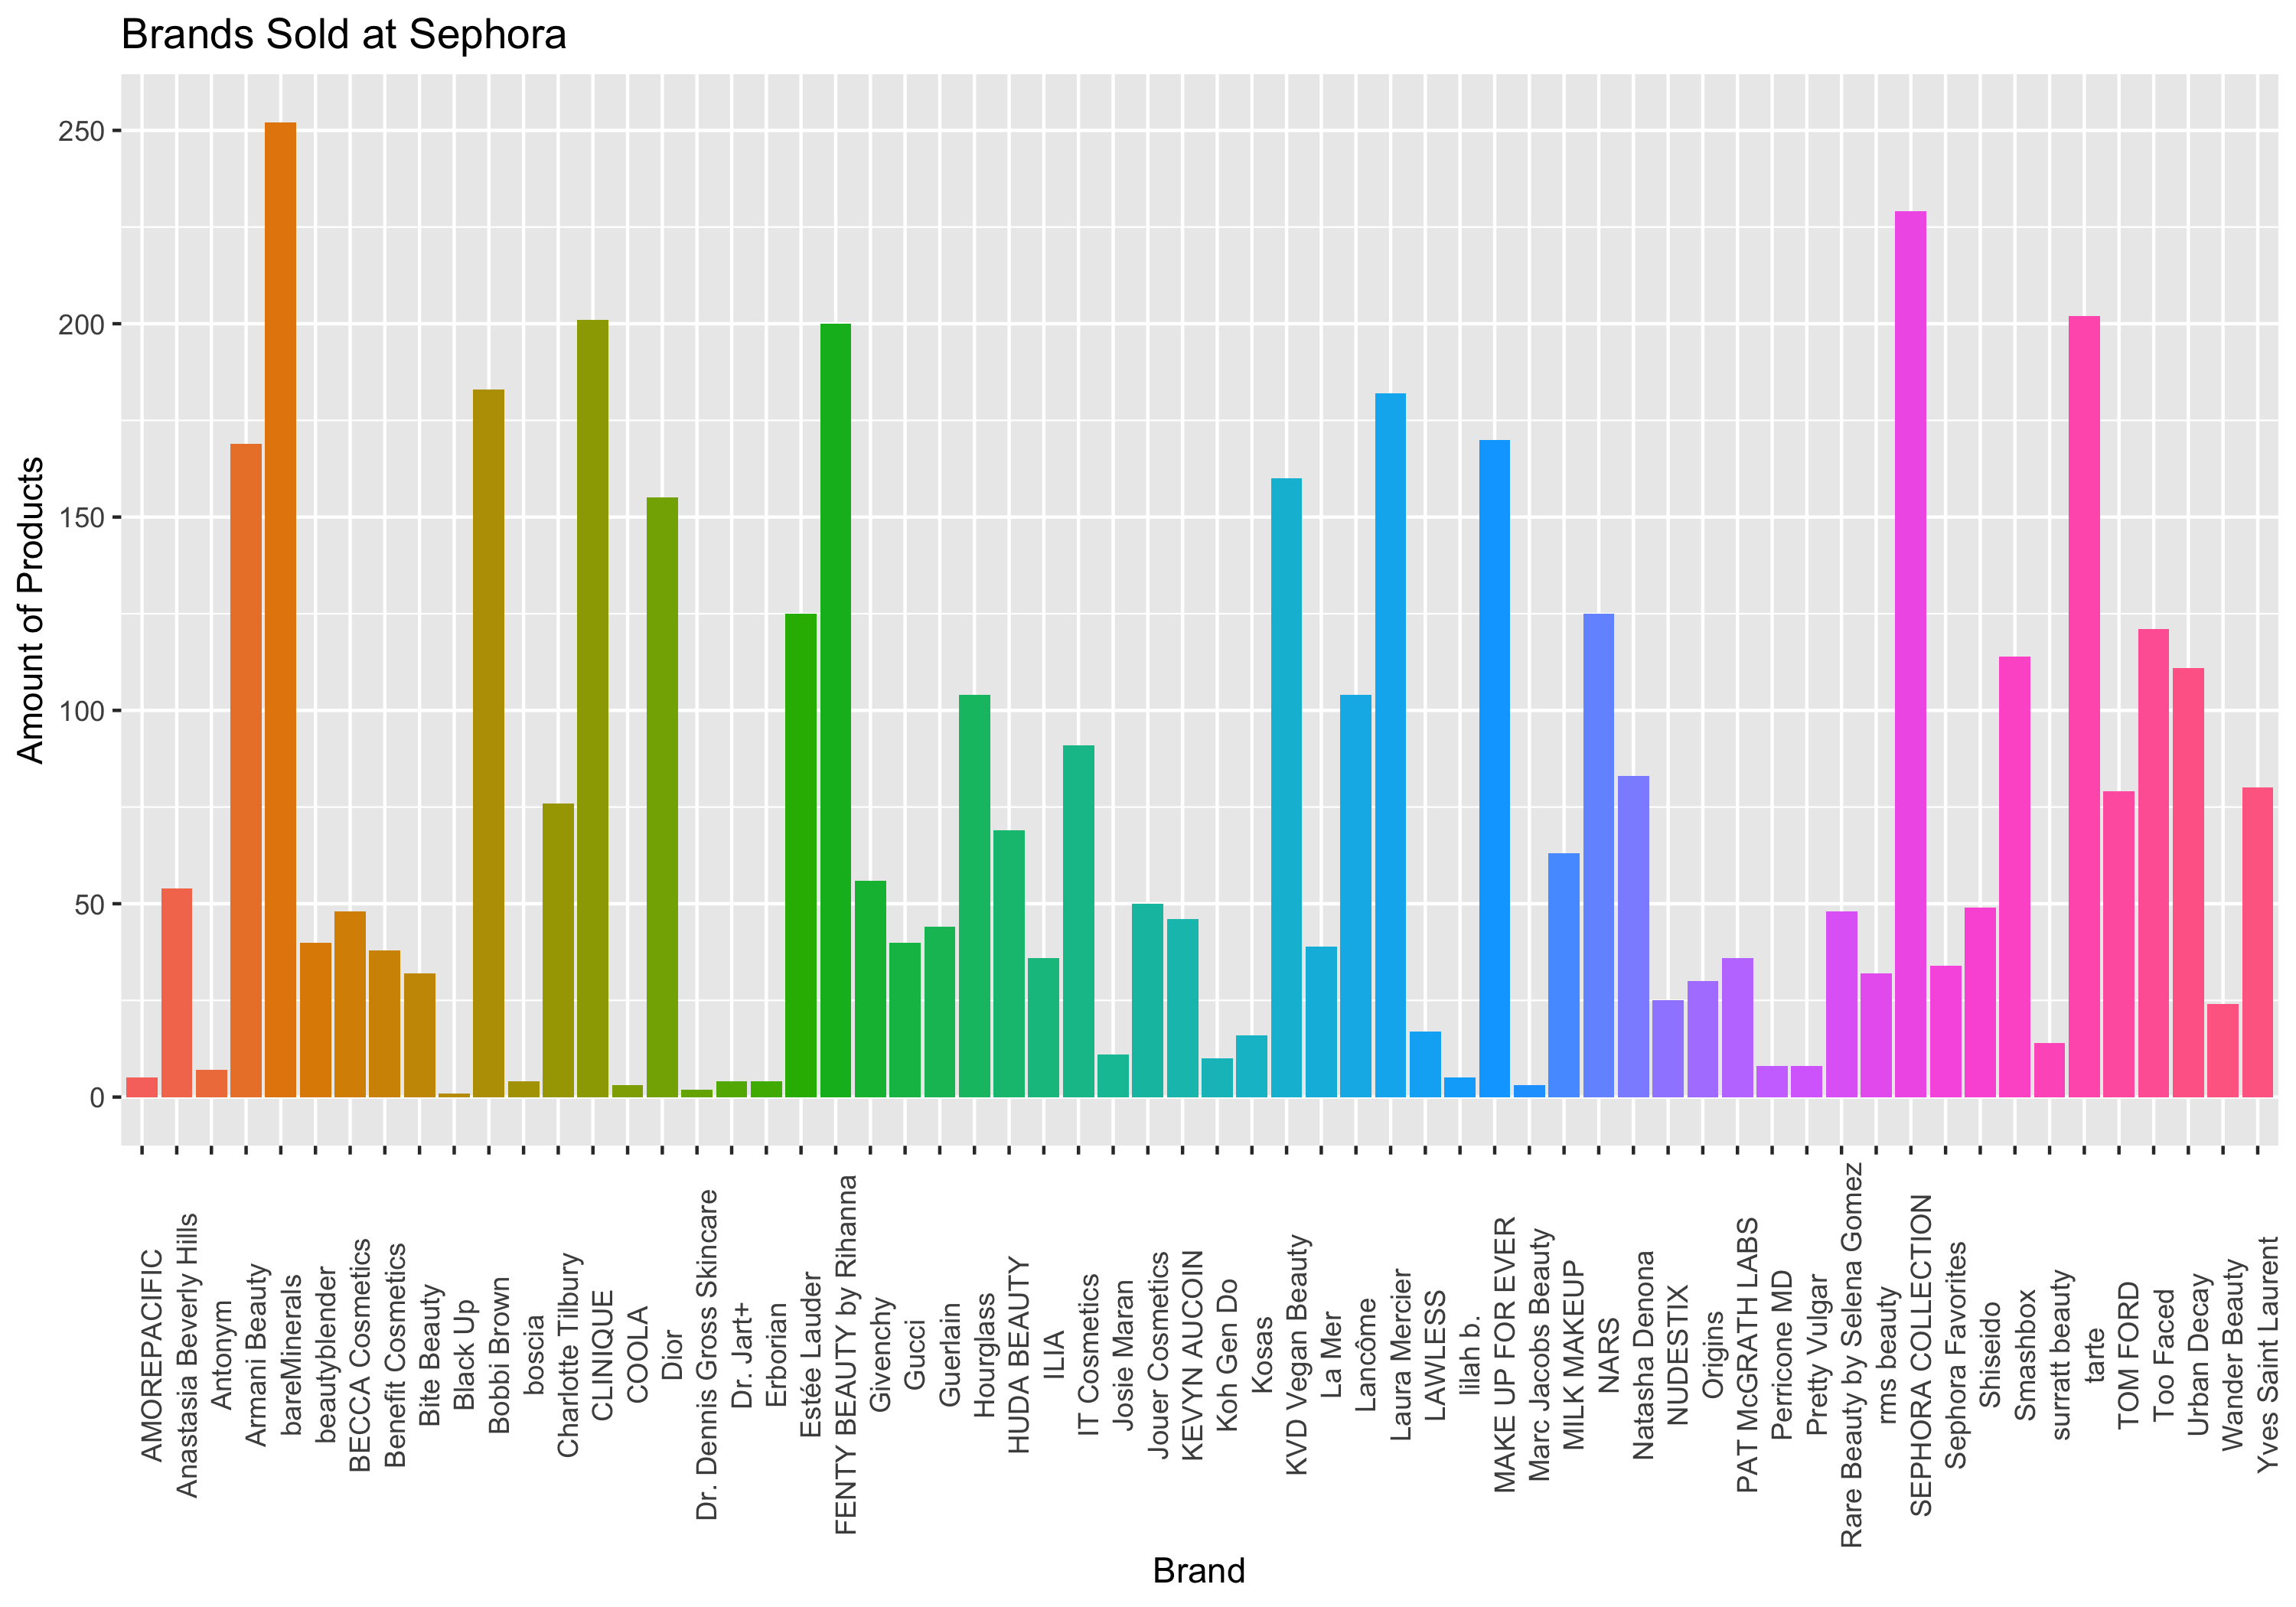 Brands Sold at Sephora
Amount of Products
250
200
150
100
50
0
AMOREPACIFIC
Anastasia Beverly Hills
Antonym
Armani Beauty
bareMinerals
beautyblender
BECCA Cosmetics
Benefit Cosmetics
Bite Beauty
Black Up
Bobbi Brown
boscia
Charlotte Tilbury
CLINIQUE
COOLA
Dior
Dr. Dennis Gross Skincare
Dr. Jart+
Erborian
Estée Lauder
FENTY BEAUTY by Rihanna
Givenchy
Gucci
Guerlain
Hourglass
HUDA BEAUTY
ILIA
IT Cosmetics
Josie Maran
Jouer Cosmetics
KEVYN AUCOIN
Koh Gen Do
Kosas
KVD Vegan Beauty
La Mer
Lancôme
Laura Mercier
LAWLESS
lilah b.
MAKE UP FOR EVER
Marc Jacobs Beauty
MILK MAKEUP
NARS
Natasha Denona
NUDESTIX
Origins
PAT McGRATH LABS
Perricone MD
Pretty Vulgar
Rare Beauty by Selena Gomez
rms beauty
SEPHORA COLLECTION
Sephora Favorites
Shiseido
Smashbox
surratt beauty
tarte
TOM FORD
Too Faced
Urban Decay
Wander Beauty
Yves Saint Laurent
Brand